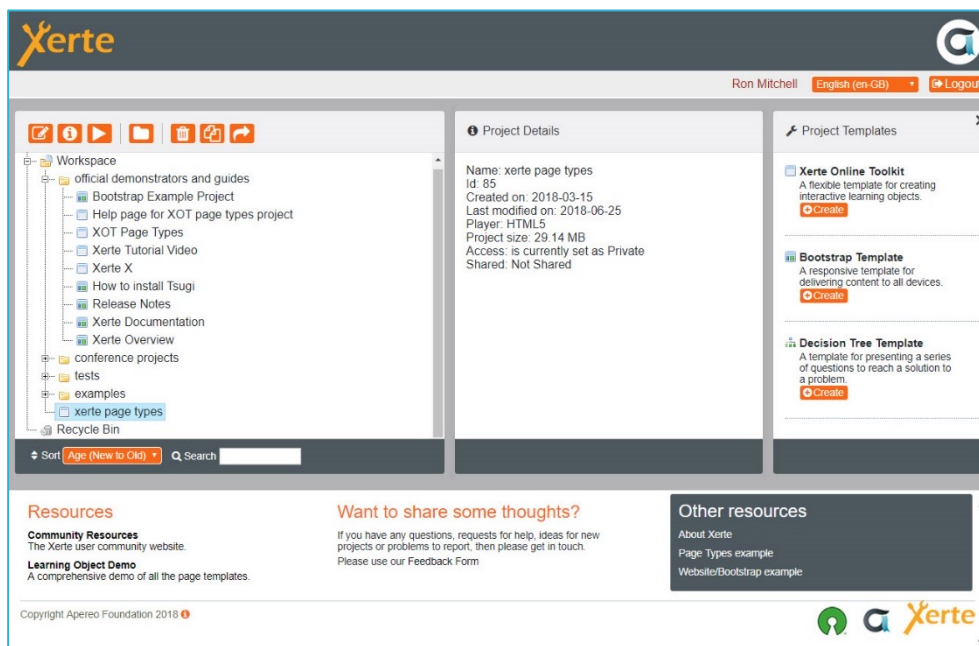 Xerte
Ron Mitchell
English (en-GB)
Logout
Workspace
official demonstrators and guides
Bootstrap Example Project
Help page for XOT page types project
XOT Page Types
Xerte Tutorial Video
Xerte X
How to install Tsugi
Release Notes
Xerte Documentation
Xerte Overview
conference projects
tests
examples
xerte page types
Recycle Bin
Sort Age (New to Old) Search
Project Details
Name: xerte page types
Id: 85
Created on: 2018-03-15
Last modified on: 2018-06-25
Player: HTML5
Project size: 29.14 MB
Access: is currently set as Private
Shared: Not Shared
Project Templates
Xerte Online Toolkit
A flexible template for creating
interactive learning objects.
Create
Bootstrap Template
A responsive template for
delivering content to all devices.
Create
Decision Tree Template
A template for presenting a series
of questions to reach a solution to
a problem.
Create
Resources
Community Resources
The Xerte user community website.
Learning Object Demo
A comprehensive demo of all the page templates.
Want to share some thoughts?
If you have any questions, requests for help, ideas for new
projects or problems to report, then please get in touch.
Please use our Feedback Form
Other resources
About Xerte
Page Types example
Website/Bootstrap example
Copyright Apereo Foundation 2018
Xerte